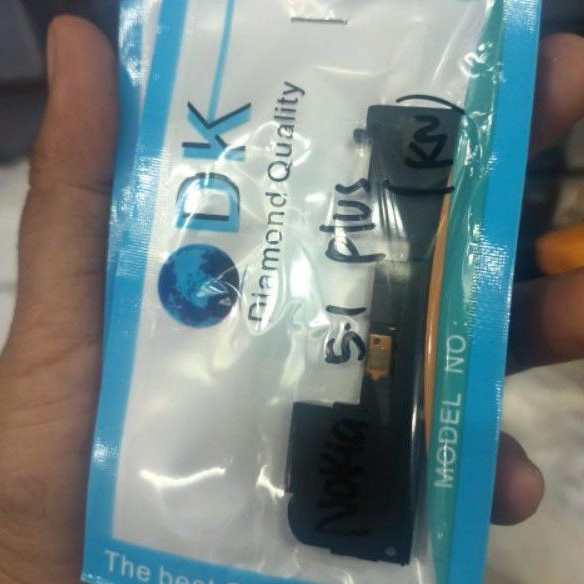 DK
Diamond Quality
Nokia 5.1 plus
(KN)
MODEL NO:
The best